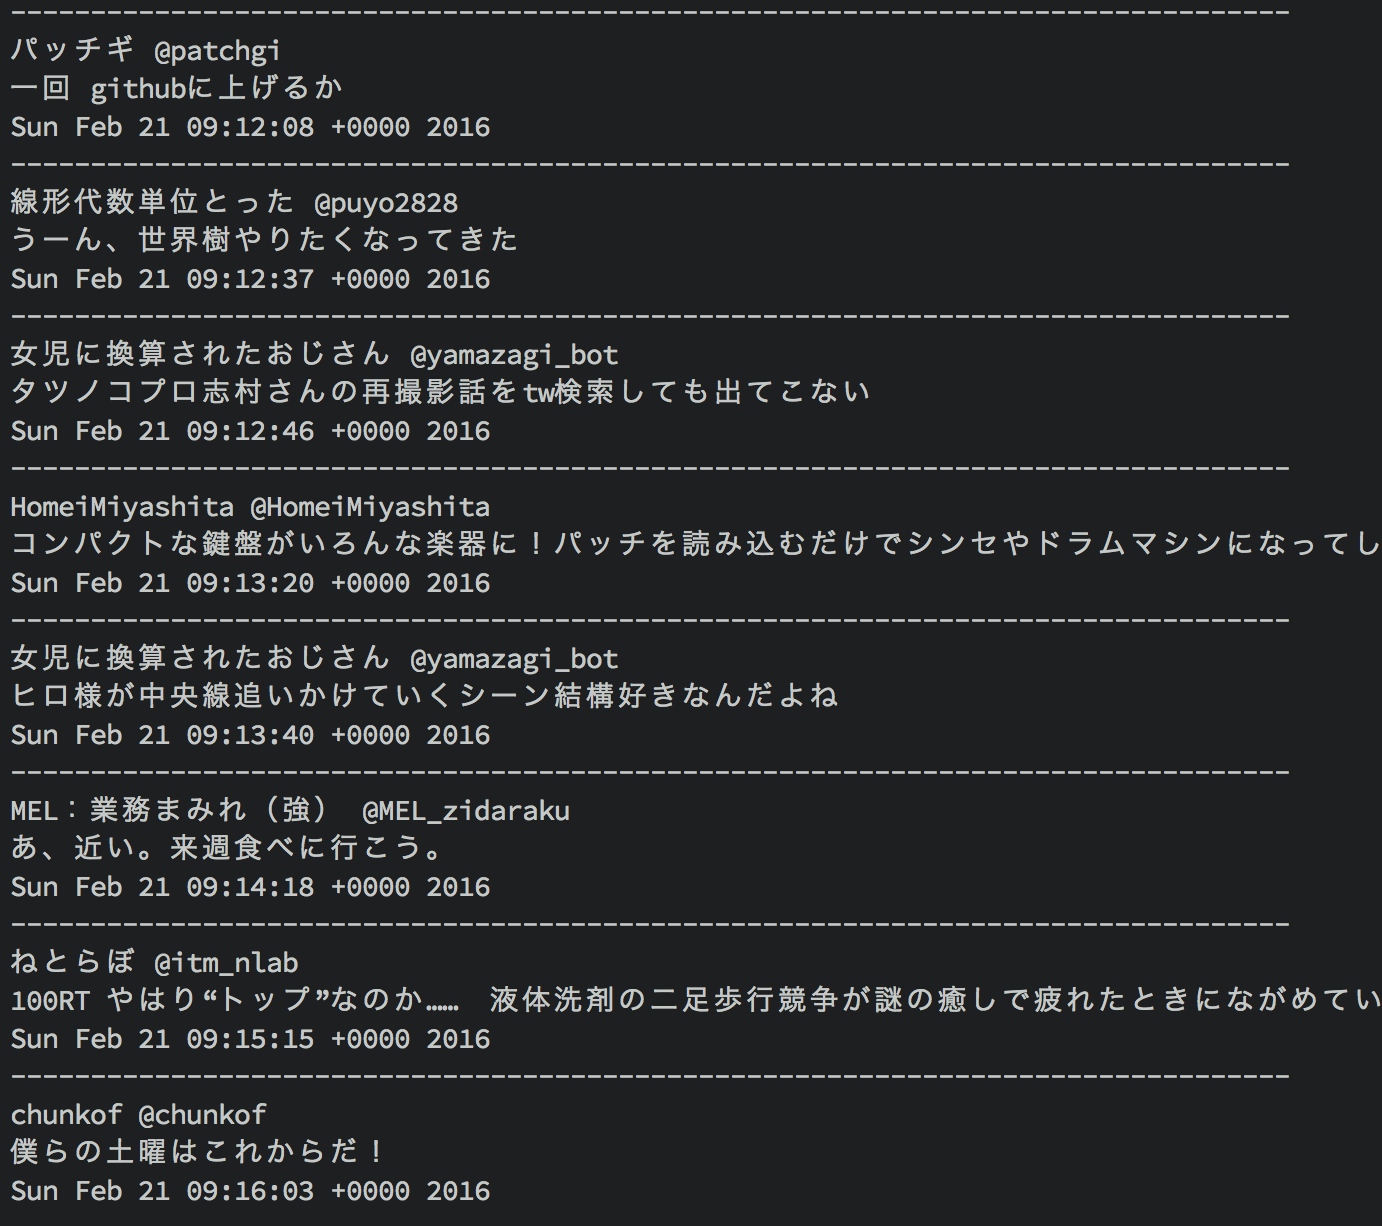 --------------------------------------------------------------------------------
パッチギ @patchgi
一回 githubに上げるか
Sun Feb 21 09:12:08 +0000 2016
--------------------------------------------------------------------------------
線形代数単位とった @puyo2828
うーん、世界樹やりたくなってきた
Sun Feb 21 09:12:37 +0000 2016
--------------------------------------------------------------------------------
女児に換算されたおじさん @yamazagi_bot
タツノコプロ志村さんの再撮影話をtw検索しても出てこない
Sun Feb 21 09:12:46 +0000 2016
--------------------------------------------------------------------------------
HomeiMiyashita @HomeiMiyashita
コンパクトな鍵盤がいろんな楽器に！パッチを読み込むだけでシンセやドラムマシンになってし
Sun Feb 21 09:13:20 +0000 2016
--------------------------------------------------------------------------------
女児に換算されたおじさん @yamazagi_bot
ヒロ様が中央線追いかけていくシーン結構好きなんだよね
Sun Feb 21 09:13:40 +0000 2016
--------------------------------------------------------------------------------
MEL：業務まみれ（強） @MEL_zidaraku
あ、近い。来週食べに行こう。
Sun Feb 21 09:14:18 +0000 2016
--------------------------------------------------------------------------------
ねとらぼ @itm_nlab
100RT やはり“トップ”なのか……　液体洗剤の二足歩行競争が謎の癒しで疲れたときにながめてい
Sun Feb 21 09:15:15 +0000 2016
--------------------------------------------------------------------------------
chunkof @chunkof
僕らの土曜はこれからだ！
Sun Feb 21 09:16:03 +0000 2016